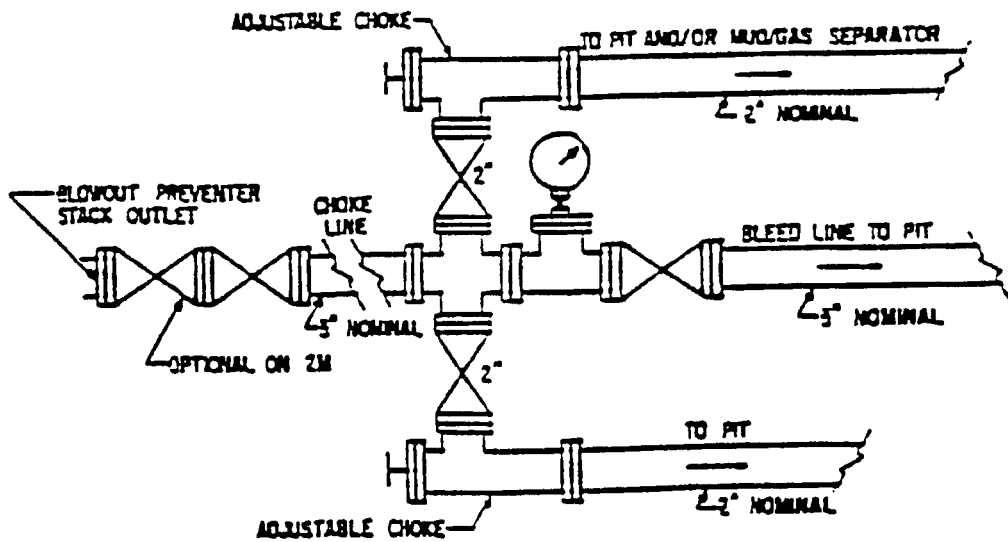 ADJUSTABLE CHOKE
TO PIT AND/OR MUD/GAS SEPARATOR
2" NOMINAL
2"
BLOWOUT PREVENTER
STACK OUTLET
CHOKE
LINE
BLEED LINE TO PIT
3" NOMINAL
3" NOMINAL
OPTIONAL ON 2M
2"
TO PIT
2" NOMINAL
ADJUSTABLE CHOKE